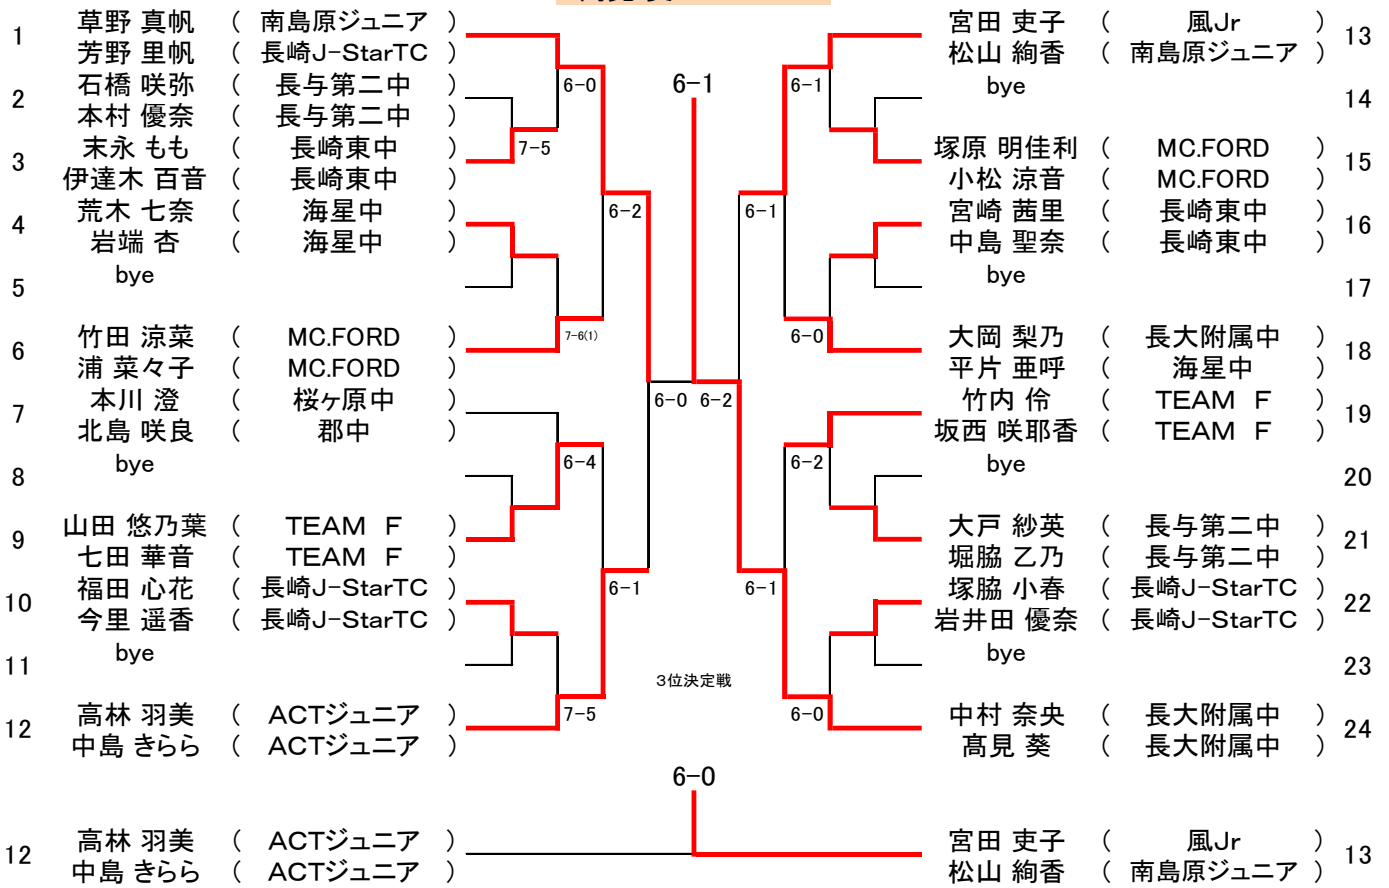 1 草野 真帆 ( 南島原ジュニア )
芳野 里帆 ( 長崎J-StarTC )
2 石橋 咲弥 ( 長与第二中 )
本村 優奈 ( 長与第二中 )
3 末永 もも ( 長崎東中 )
伊達木 百音 ( 長崎東中 )
4 荒木 七奈 ( 海星中 )
岩端 杏 ( 海星中 )
5 bye
6 竹田 涼菜 ( MC.FORD )
浦 菜々子 ( MC.FORD )
7 本川 澄 ( 桜ヶ原中 )
北島 咲良 ( 郡中 )
8 bye
9 山田 悠乃葉 ( TEAM F )
七田 華音 ( TEAM F )
10 福田 心花 ( 長崎J-StarTC )
今里 遥香 ( 長崎J-StarTC )
11 bye
12 高林 羽美 ( ACTジュニア )
中島 きらら ( ACTジュニア )
6-0
7-5
6-2
7-6(1)
6-4
6-1
7-5
6-1
6-0 6-2
6-1
6-1
6-0
6-2
6-1
6-0
宮田 吏子 ( 風Jr ) 13
松山 絢香 ( 南島原ジュニア )
bye 14
塚原 明佳利 ( MC.FORD ) 15
小松 涼音 ( MC.FORD )
宮崎 茜里 ( 長崎東中 ) 16
中島 聖奈 ( 長崎東中 )
bye 17
大岡 梨乃 ( 長大附属中 ) 18
平片 亜呼 ( 海星中 )
竹内 伶 ( TEAM F ) 19
坂西 咲耶香 ( TEAM F )
bye 20
大戸 紗英 ( 長与第二中 ) 21
堀脇 乙乃 ( 長与第二中 )
塚脇 小春 ( 長崎J-StarTC ) 22
岩井田 優奈 ( 長崎J-StarTC )
bye 23
中村 奈央 ( 長大附属中 ) 24
髙見 葵 ( 長大附属中 )
3位決定戦
6-0
12 高林 羽美 ( ACTジュニア )
中島 きらら ( ACTジュニア )
宮田 吏子 ( 風Jr ) 13
松山 絢香 ( 南島原ジュニア )